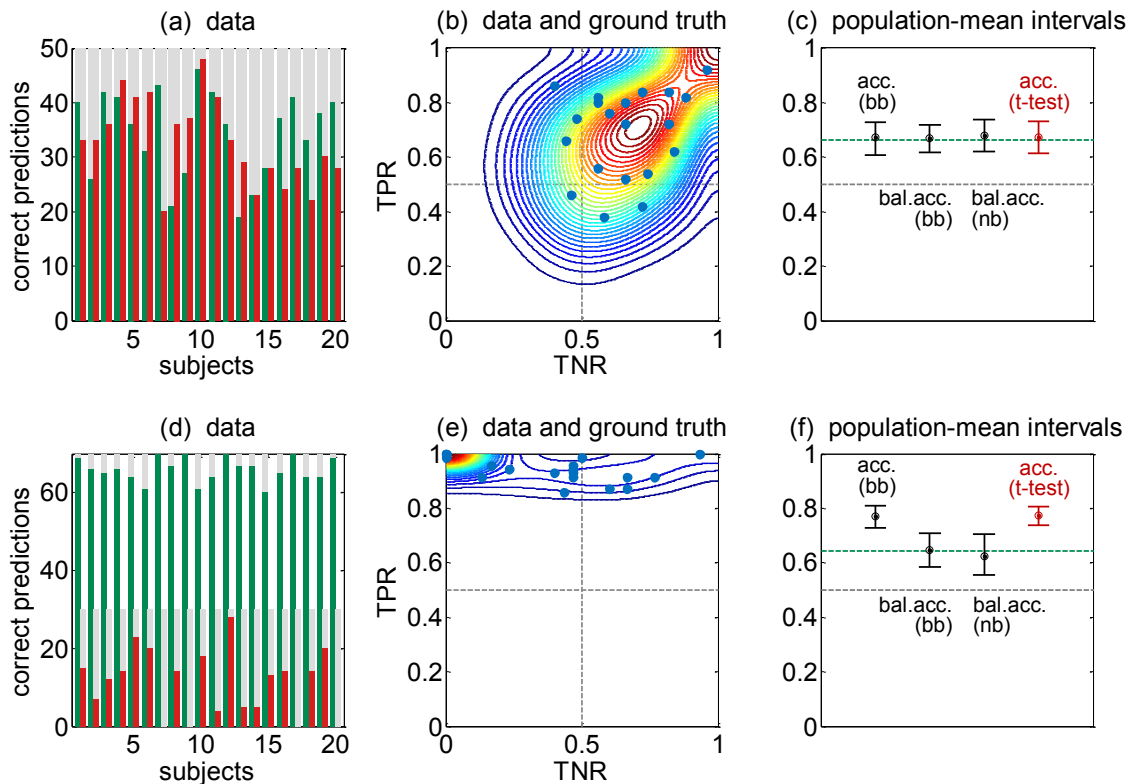 (a) data
50
40
30
20
10
0
correct predictions
5 10 15 20
subjects
(b) data and ground truth
1
0.8
0.6
0.4
0.2
0
TPR
0 0.5 1
TNR
(c) population-mean intervals
1
0.8
0.6
0.4
0.2
0
acc.
(bb)
acc.
(t-test)
bal.acc.
(bb)
bal.acc.
(nb)
(d) data
60
40
20
0
correct predictions
5 10 15 20
subjects
(e) data and ground truth
1
0.8
0.6
0.4
0.2
0
TPR
0 0.5 1
TNR
(f) population-mean intervals
1
0.8
0.6
0.4
0.2
0
acc.
(bb)
acc.
(t-test)
bal.acc.
(bb)
bal.acc.
(nb)